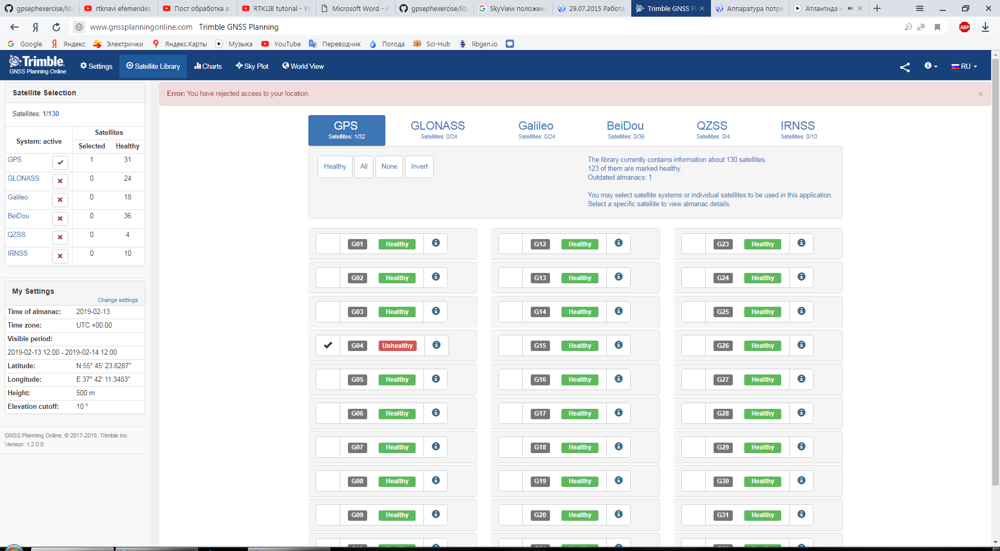 gpsephexercise/lib
rtknavi efemerides
Пост обработка в
RTKLIB tutorial - Yo
Microsoft Word - R
gpsephexercise/lib
SkyView положени
29.07.2015 Работа
Trimble GNSS Pl
Аппаратура потре
Атлантида —
www.gnssplanningonline.com Trimble GNSS Planning
ABP
Google Яндекс Электрички Яндекс.Карты Музыка YouTube Переводчик Погода Sci-Hub libgen.io
Trimble.
GNSS Planning Online
Settings Satellite Library Charts Sky Plot World View RU
Satellite Selection
Satellites: 1/130
Satellites
System: active
Selected Healthy
GPS 1 31
GLONASS 0 24
Galileo 0 18
BeiDou 0 36
QZSS 0 4
IRNSS 0 10
My Settings
Change settings
Time of almanac: 2019-02-13
Time zone: UTC +00:00
Visible period:
2019-02-13 12:00 - 2019-02-14 12:00
Latitude: N 55° 45' 23.8287"
Longitude: E 37° 42' 11.3483"
Height: 500 m
Elevation cutoff: 10 °
GNSS Planning Online, © 2017-2018, Trimble Inc.
Version: 1.2.0.0
Error: You have rejected access to your location.
GPS
Satellites: 1/32
GLONASS
Satellites: 0/24
Galileo
Satellites: 0/24
BeiDou
Satellites: 0/36
QZSS
Satellites: 0/4
IRNSS
Satellites: 0/10
Healthy All None Invert
The library currently contains information about 130 satellites.
123 of them are marked healthy.
Outdated almanacs: 1
You may select satellite systems or individual satellites to be used in this application.
Select a specific satellite to view almanac details.
G01 Healthy G12 Healthy G23 Healthy
G02 Healthy G13 Healthy G24 Healthy
G03 Healthy G14 Healthy G25 Healthy
G04 Unhealthy G15 Healthy G26 Healthy
G05 Healthy G16 Healthy G27 Healthy
G06 Healthy G17 Healthy G28 Healthy
G07 Healthy G18 Healthy G29 Healthy
G08 Healthy G19 Healthy G30 Healthy
G09 Healthy G20 Healthy G31 Healthy